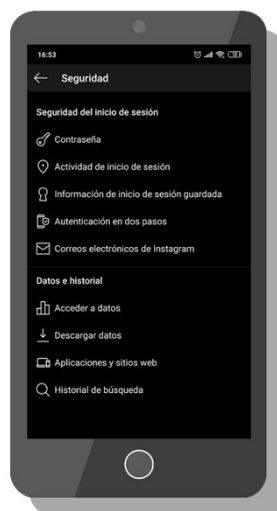 16:53
Seguridad
Seguridad del inicio de sesión
Contraseña
Actividad de inicio de sesión
Información de inicio de sesión guardada
Autenticación en dos pasos
Correos electrónicos de Instagram
Datos e historial
Acceder a datos
Descargar datos
Aplicaciones y sitios web
Historial de búsqueda